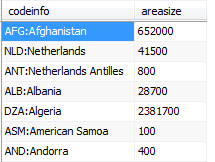 codeinfo areasize
AFG:Afghanistan 652000
NLD:Netherlands 41500
ANT:Netherlands Antilles 800
ALB:Albania 28700
DZA:Algeria 2381700
ASM:American Samoa 100
AND:Andorra 400